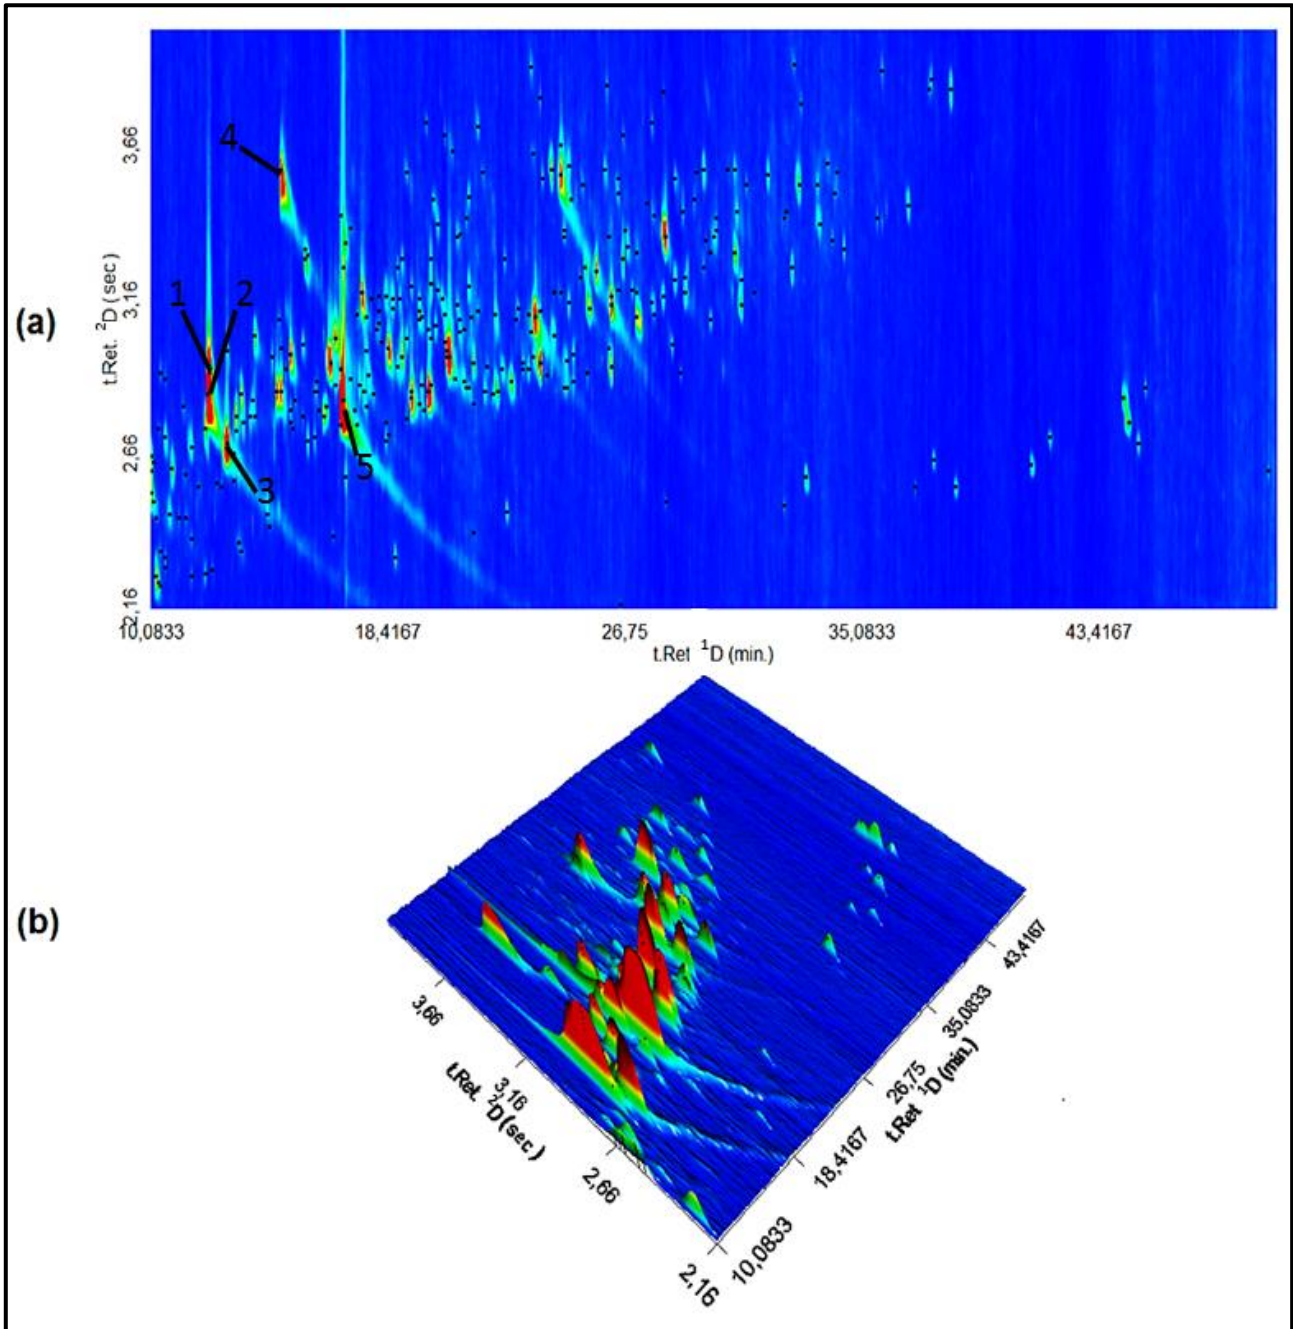 (a)
t.Ret. ²D (sec)
3,66
3,16
2,66
2,16
4
1
2
3
5
10,0833 18,4167 26,75 35,0833 43,4167
t.Ret ¹D (min.)
(b)
3,66
3,16
2,66
2,16
t.Ret. ²D (sec.)
10,0833
18,4167
26,75
35,0833
43,4167
t.Ret ¹D (min.)